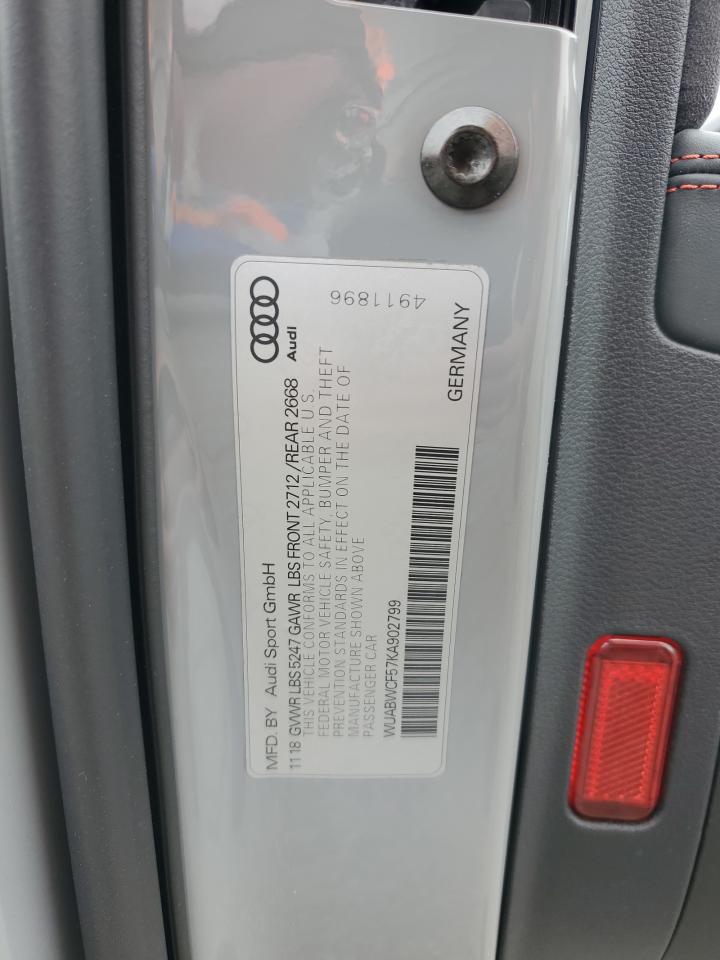 Audi
4911896
MFD. BY Audi Sport GmbH
11 18 GVWR LBS 5247 GAWR LBS FRONT 2712 /REAR 2668
THIS VEHICLE CONFORMS TO ALL APPLICABLE U.S.
FEDERAL MOTOR VEHICLE SAFETY, BUMPER AND THEFT
PREVENTION STANDARDS IN EFFECT ON THE DATE OF
MANUFACTURE SHOWN ABOVE
PASSENGER CAR
WUABWCF57KA902799
GERMANY